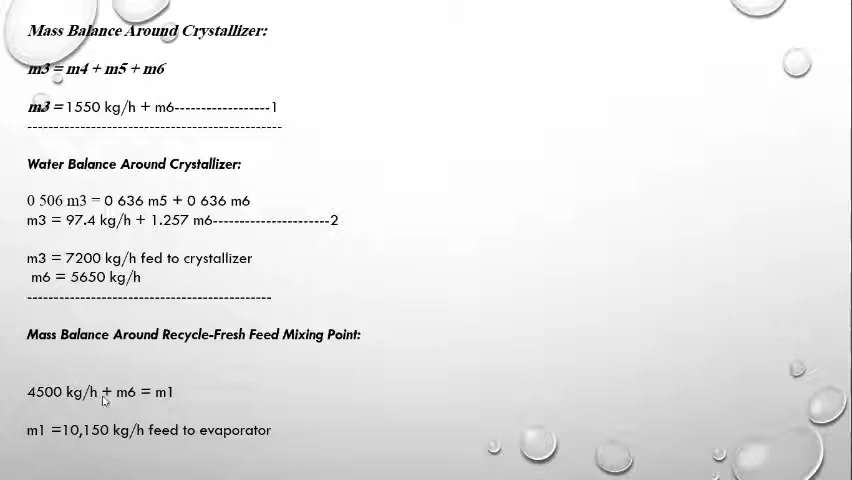 Mass Balance Around Crystallizer:
m3 = m4 + m5 + m6
m3 = 1550 kg/h + m6------------------1
-------------------------------------------------
Water Balance Around Crystallizer:
0 506 m3 = 0 636 m5 + 0 636 m6
m3 = 97.4 kg/h + 1.257 m6----------------------2
m3 = 7200 kg/h fed to crystallizer
m6 = 5650 kg/h
-----------------------------------------------
Mass Balance Around Recycle-Fresh Feed Mixing Point:
4500 kg/h + m6 = m1
m1 =10,150 kg/h feed to evaporator